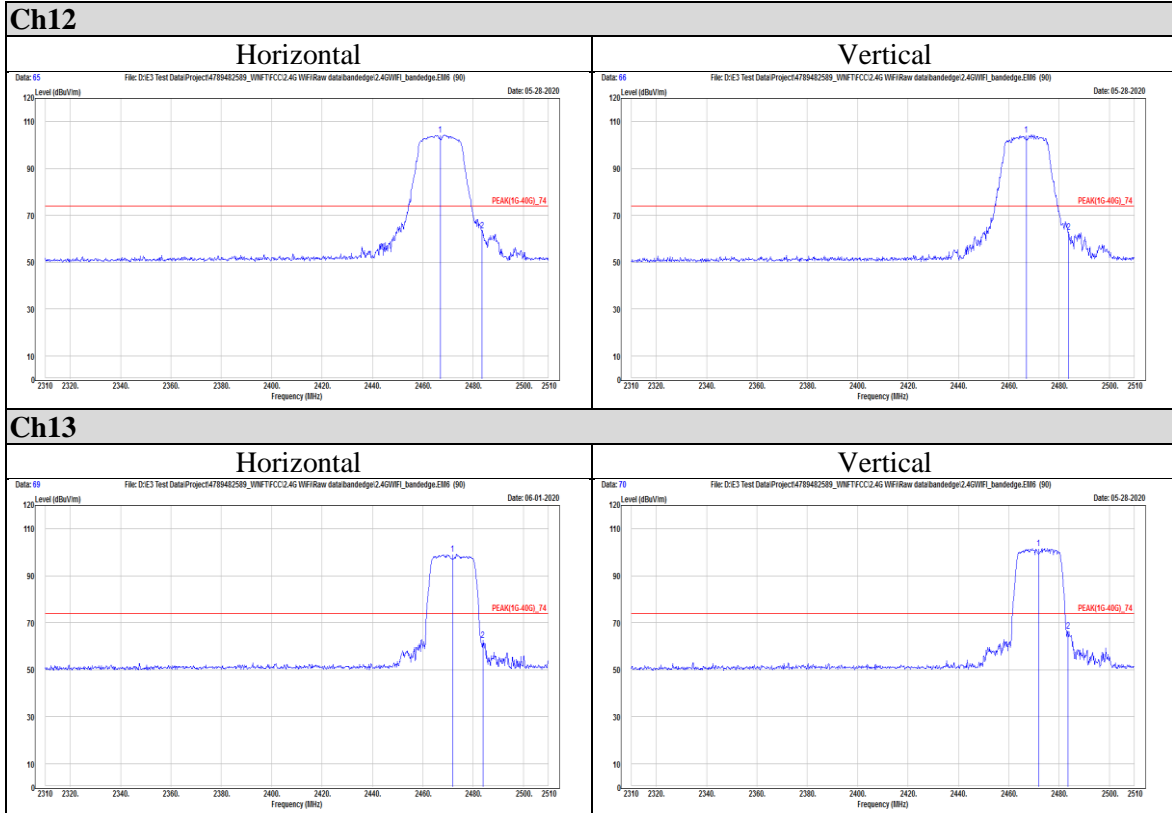 Ch12
Horizontal Vertical
Data: 65 File: D:\E3 Test Data\Project\4789482589_WNFT\FCC\2.4G WIFI\Raw data\bandedge\2.4GWIFI_bandedge.EM6 (90)
120 Level (dBuV/m) Date: 05-28-2020
110
1
90
PEAK(1G-40G)_74
70
2
50
30
10
0
2310 2320. 2340. 2360. 2380. 2400. 2420. 2440. 2460. 2480. 2500. 2510
Frequency (MHz)
Data: 66 File: D:\E3 Test Data\Project\4789482589_WNFT\FCC\2.4G WIFI\Raw data\bandedge\2.4GWIFI_bandedge.EM6 (90)
120 Level (dBuV/m) Date: 05-28-2020
110
1
90
PEAK(1G-40G)_74
70
2
50
30
10
0
2310 2320. 2340. 2360. 2380. 2400. 2420. 2440. 2460. 2480. 2500. 2510
Frequency (MHz)
Ch13
Horizontal Vertical
Data: 69 File: D:\E3 Test Data\Project\4789482589_WNFT\FCC\2.4G WIFI\Raw data\bandedge\2.4GWIFI_bandedge.EM6 (90)
120 Level (dBuV/m) Date: 06-01-2020
110
1
90
PEAK(1G-40G)_74
70
2
50
30
10
0
2310 2320. 2340. 2360. 2380. 2400. 2420. 2440. 2460. 2480. 2500. 2510
Frequency (MHz)
Data: 70 File: D:\E3 Test Data\Project\4789482589_WNFT\FCC\2.4G WIFI\Raw data\bandedge\2.4GWIFI_bandedge.EM6 (90)
120 Level (dBuV/m) Date: 05-28-2020
110
1
90
PEAK(1G-40G)_74
70
2
50
30
10
0
2310 2320. 2340. 2360. 2380. 2400. 2420. 2440. 2460. 2480. 2500. 2510
Frequency (MHz)